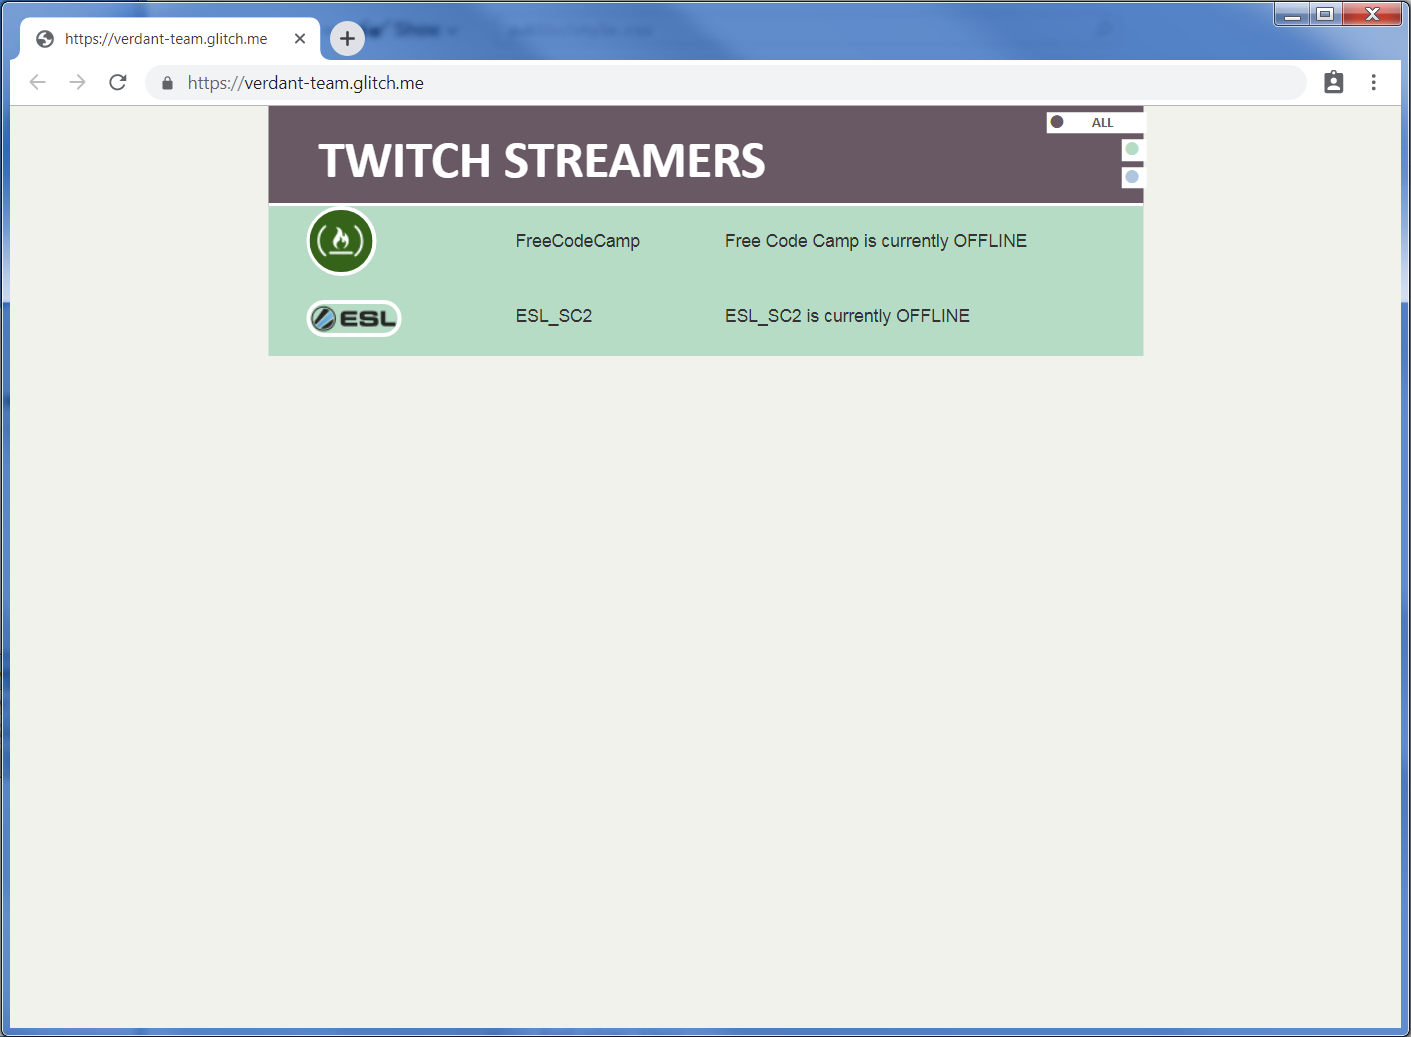 Show
https://verdant-team.glitch.me
https://verdant-team.glitch.me
ALL
TWITCH STREAMERS
FreeCodeCamp
Free Code Camp is currently OFFLINE
ESL
ESL_SC2
ESL_SC2 is currently OFFLINE